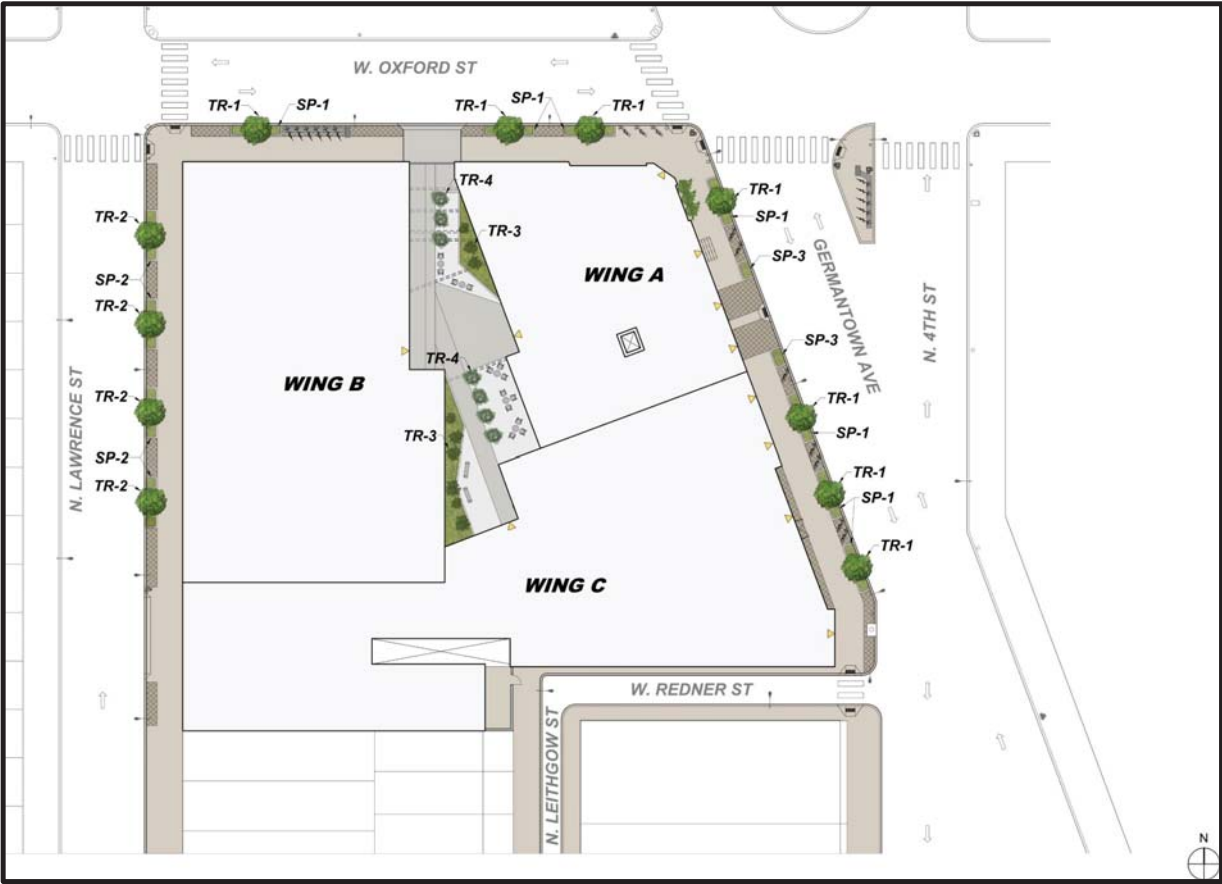 W. OXFORD ST
TR-1
SP-1
TR-1
SP-1
TR-1
TR-4
TR-1
TR-2
SP-1
TR-3
SP-3
WING A
SP-2
TR-2
GERMANTOWN AVE
N. 4TH ST
SP-3
TR-4
WING B
TR-2
TR-1
N. LAWRENCE ST
TR-3
SP-1
SP-2
TR-1
TR-2
SP-1
TR-1
WING C
W. REDNER ST
N. LEITHGOW ST
N